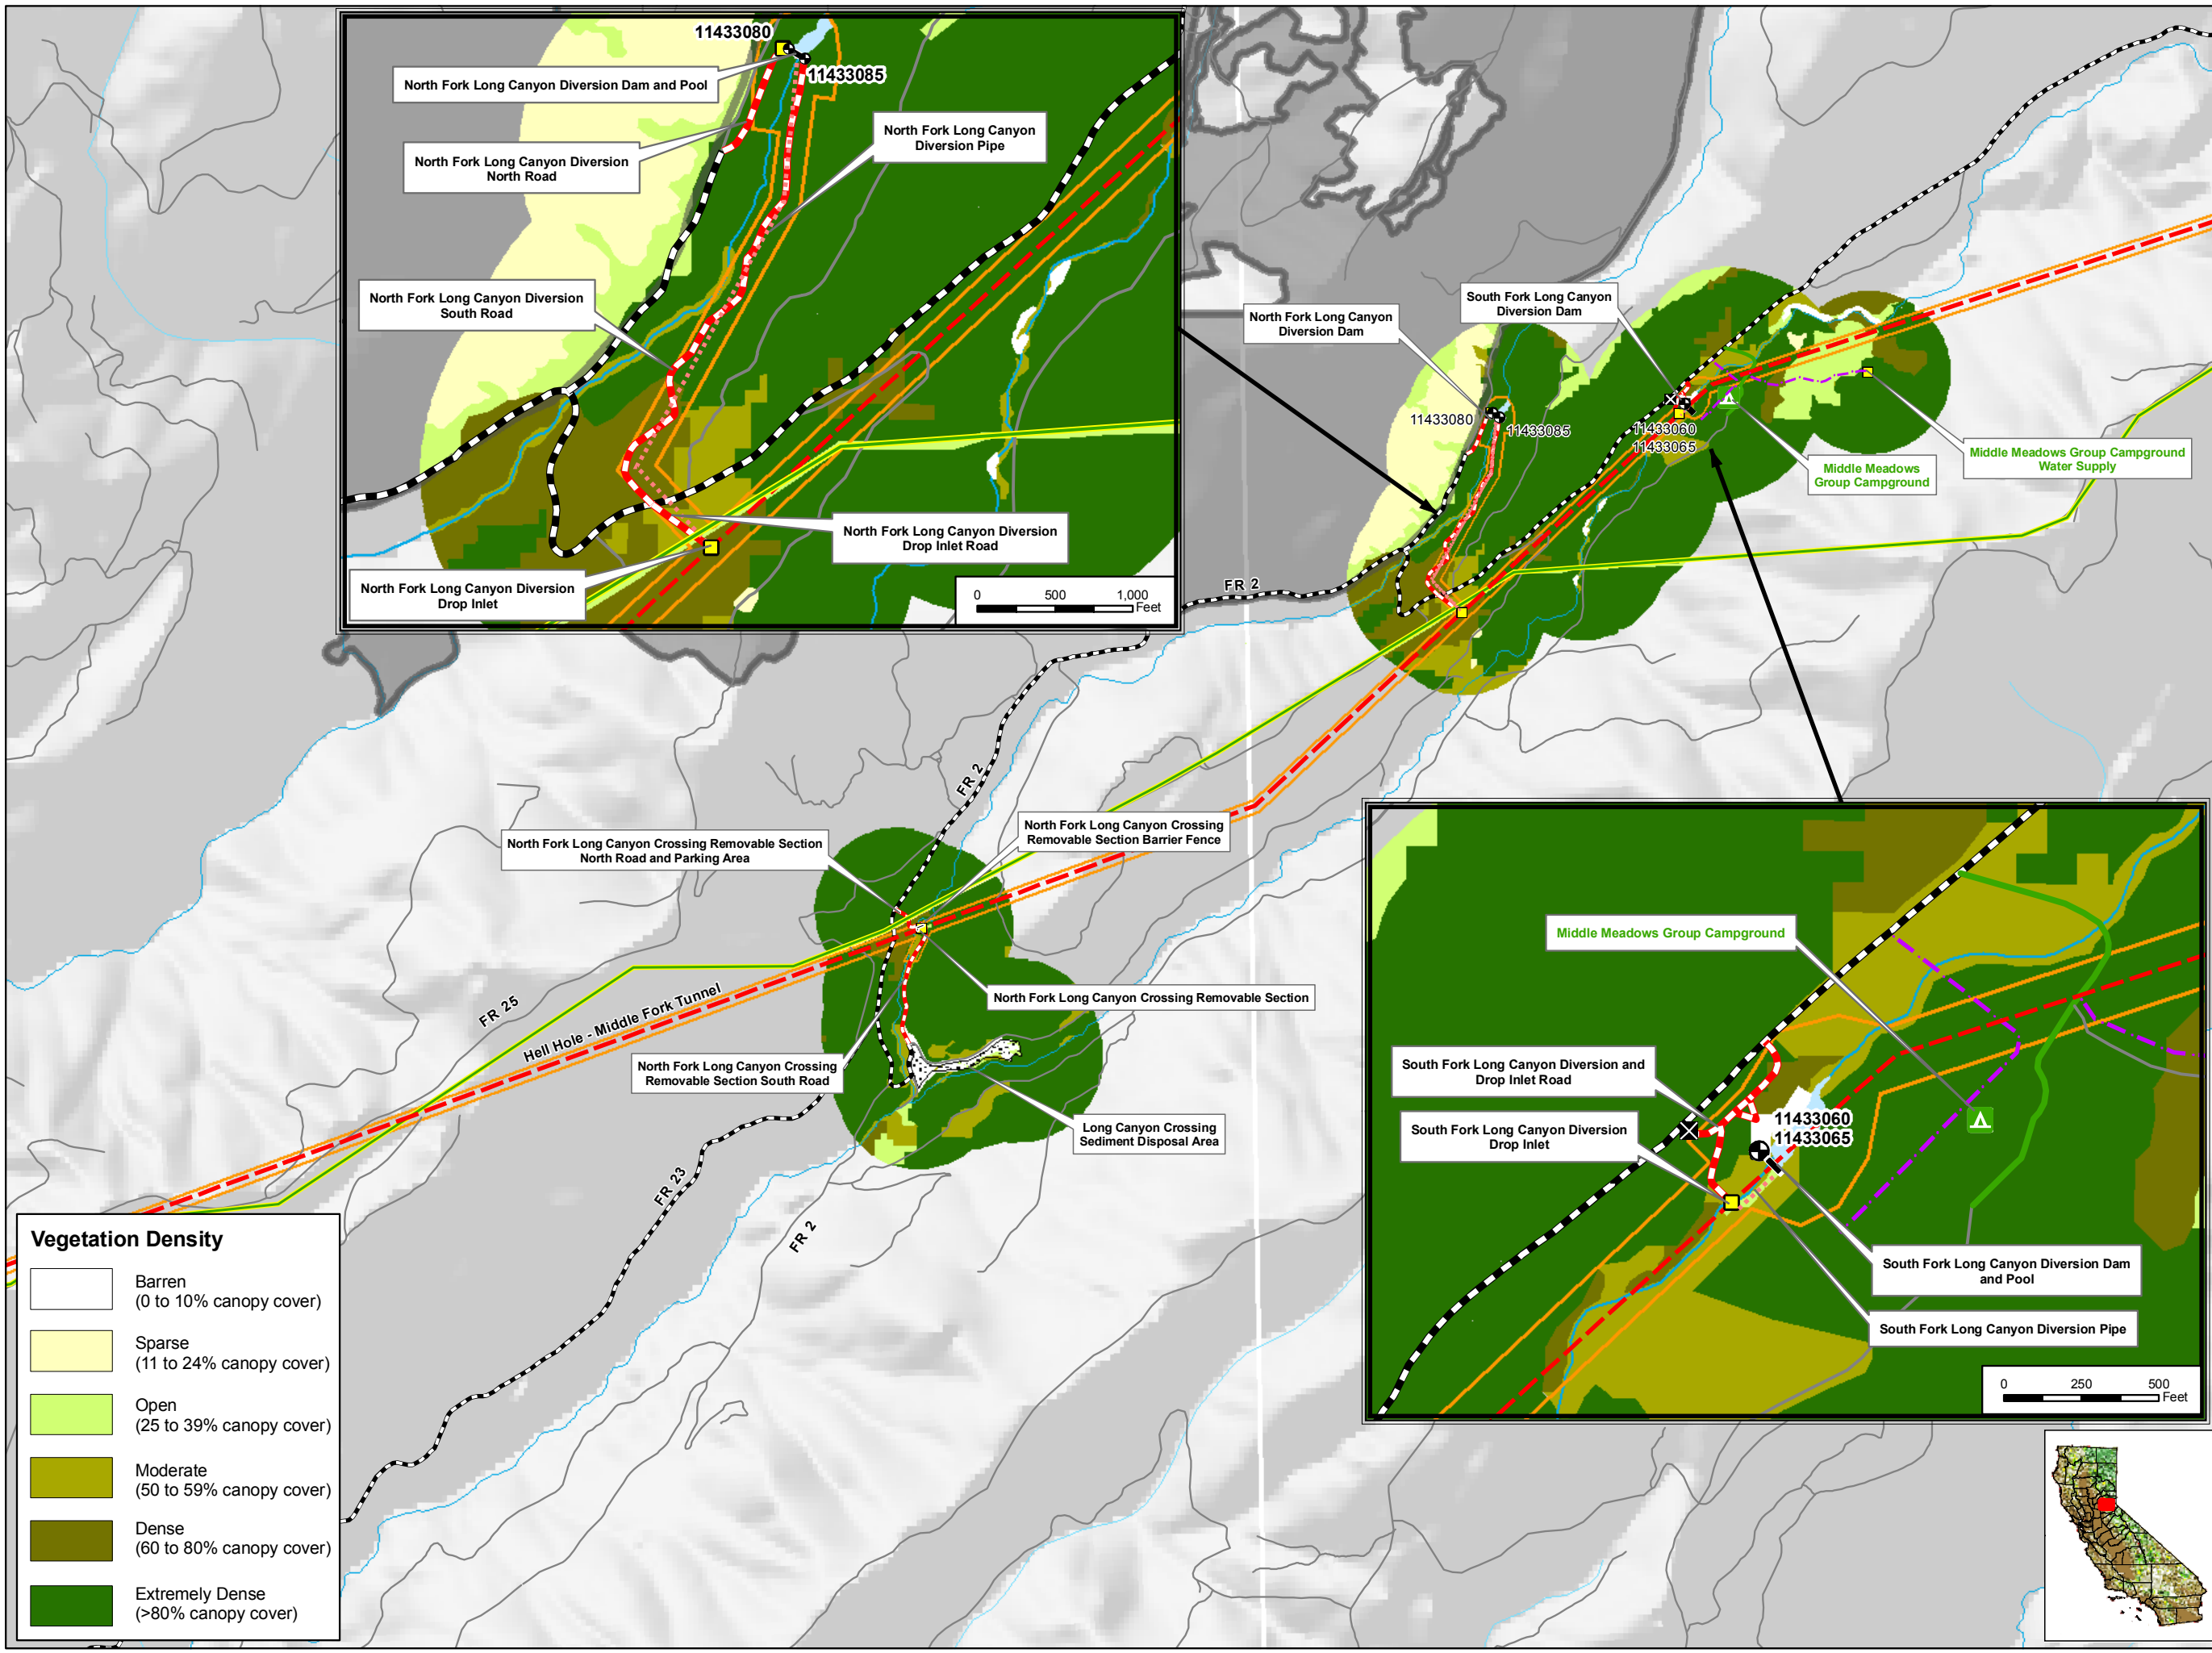 11433080
North Fork Long Canyon Diversion Dam and Pool
11433085
North Fork Long Canyon
Diversion Pipe
North Fork Long Canyon Diversion
North Road
North Fork Long Canyon Diversion
South Road
North Fork Long Canyon Diversion
Drop Inlet Road
North Fork Long Canyon Diversion
Drop Inlet
0 500 1,000
Feet
South Fork Long Canyon
Diversion Dam
North Fork Long Canyon
Diversion Dam
11433080
11433085
11433060
11433065
Middle Meadows
Group Campground
Middle Meadows Group Campground
Water Supply
FR 2
FR 2
North Fork Long Canyon Crossing
Removable Section Barrier Fence
North Fork Long Canyon Crossing Removable Section
North Road and Parking Area
North Fork Long Canyon Crossing Removable Section
FR 25
Hell Hole - Middle Fork Tunnel
North Fork Long Canyon Crossing
Removable Section South Road
Long Canyon Crossing
Sediment Disposal Area
FR 23
FR 2
Middle Meadows Group Campground
South Fork Long Canyon Diversion and
Drop Inlet Road
11433060
11433065
South Fork Long Canyon Diversion
Drop Inlet
South Fork Long Canyon Diversion Dam
and Pool
South Fork Long Canyon Diversion Pipe
0 250 500
Feet
Vegetation Density
Barren
(0 to 10% canopy cover)
Sparse
(11 to 24% canopy cover)
Open
(25 to 39% canopy cover)
Moderate
(50 to 59% canopy cover)
Dense
(60 to 80% canopy cover)
Extremely Dense
(>80% canopy cover)